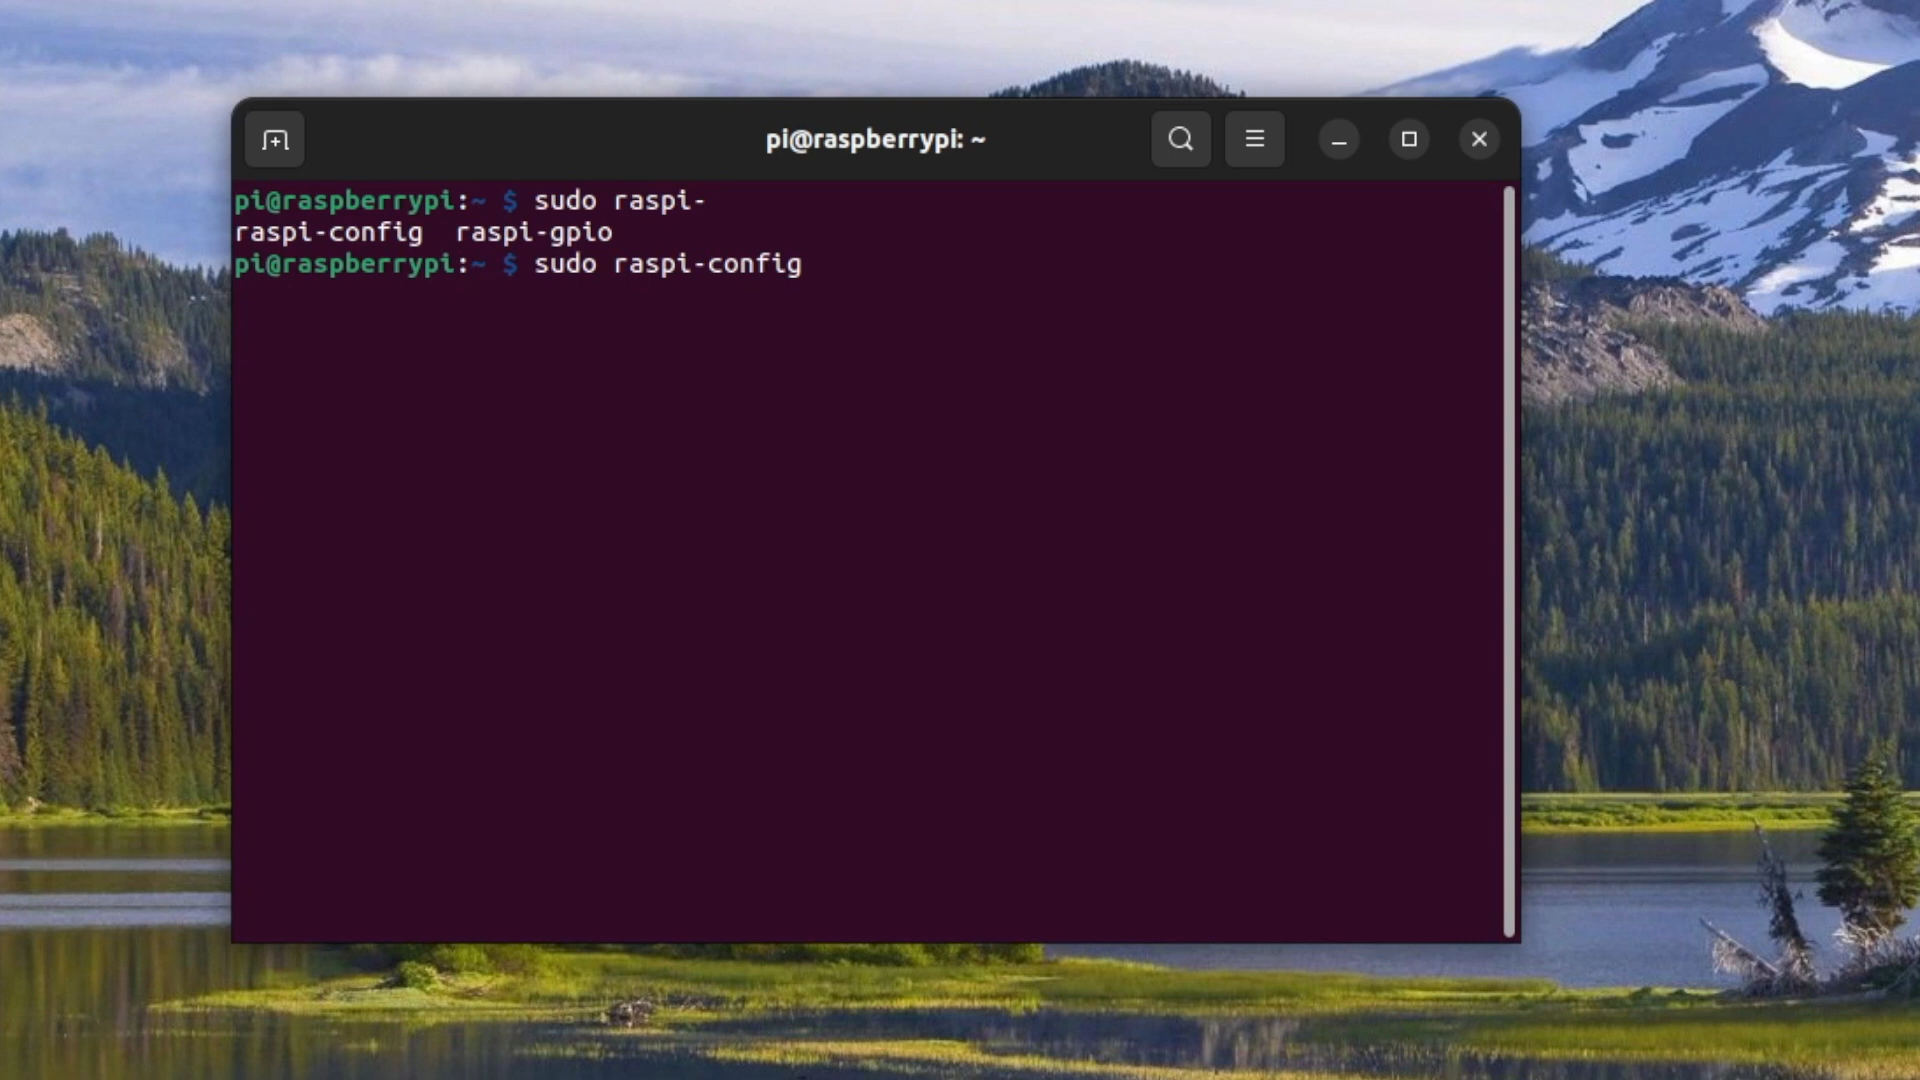 pi@raspberrypi: ~
pi@raspberrypi:~ $ sudo raspi-
raspi-config  raspi-gpio
pi@raspberrypi:~ $ sudo raspi-config